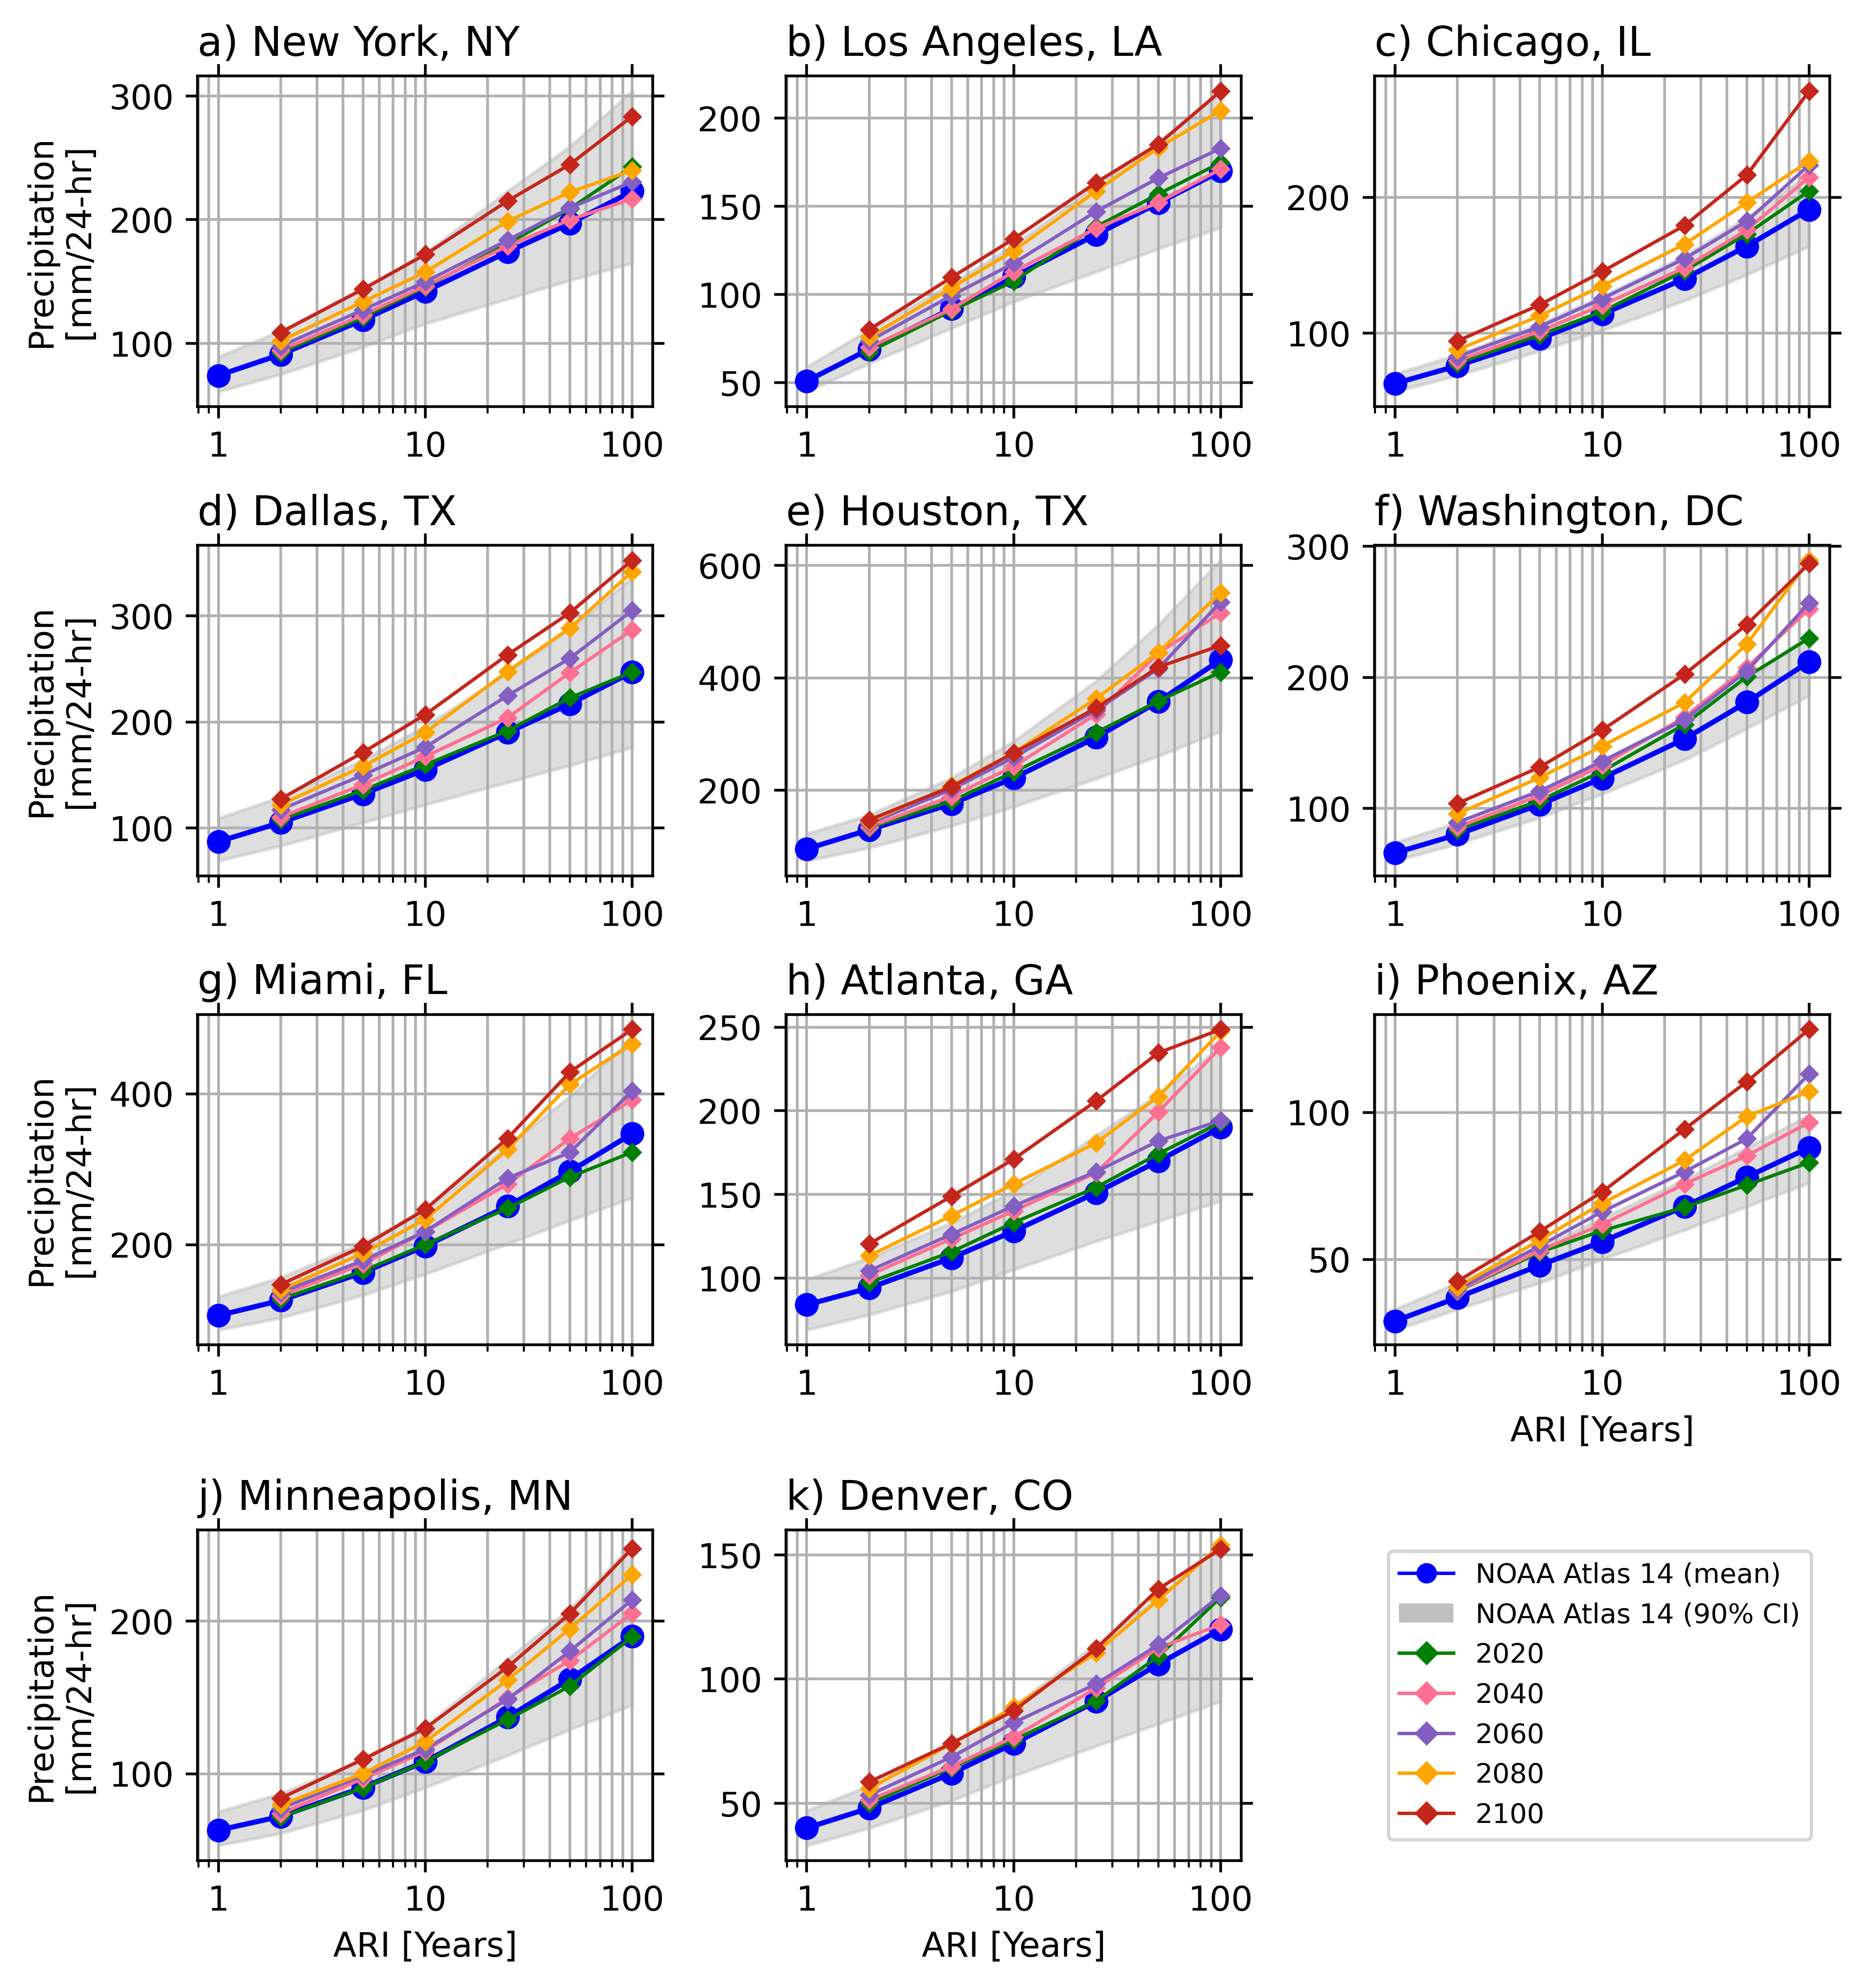 a) New York, NY
b) Los Angeles, LA
c) Chicago, IL
Precipitation
[mm/24-hr]
300
200
100
1 10 100
200
150
100
50
1 10 100
200
100
1 10 100
d) Dallas, TX
e) Houston, TX
f) Washington, DC
Precipitation
[mm/24-hr]
300
200
100
1 10 100
600
400
200
1 10 100
300
200
100
1 10 100
g) Miami, FL
h) Atlanta, GA
i) Phoenix, AZ
Precipitation
[mm/24-hr]
400
200
1 10 100
250
200
150
100
1 10 100
100
50
1 10 100
ARI [Years]
j) Minneapolis, MN
k) Denver, CO
Precipitation
[mm/24-hr]
200
100
1 10 100
ARI [Years]
150
100
50
1 10 100
ARI [Years]
NOAA Atlas 14 (mean)
NOAA Atlas 14 (90% CI)
2020
2040
2060
2080
2100